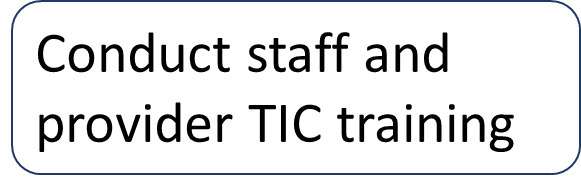 Conduct staff and
provider TIC training